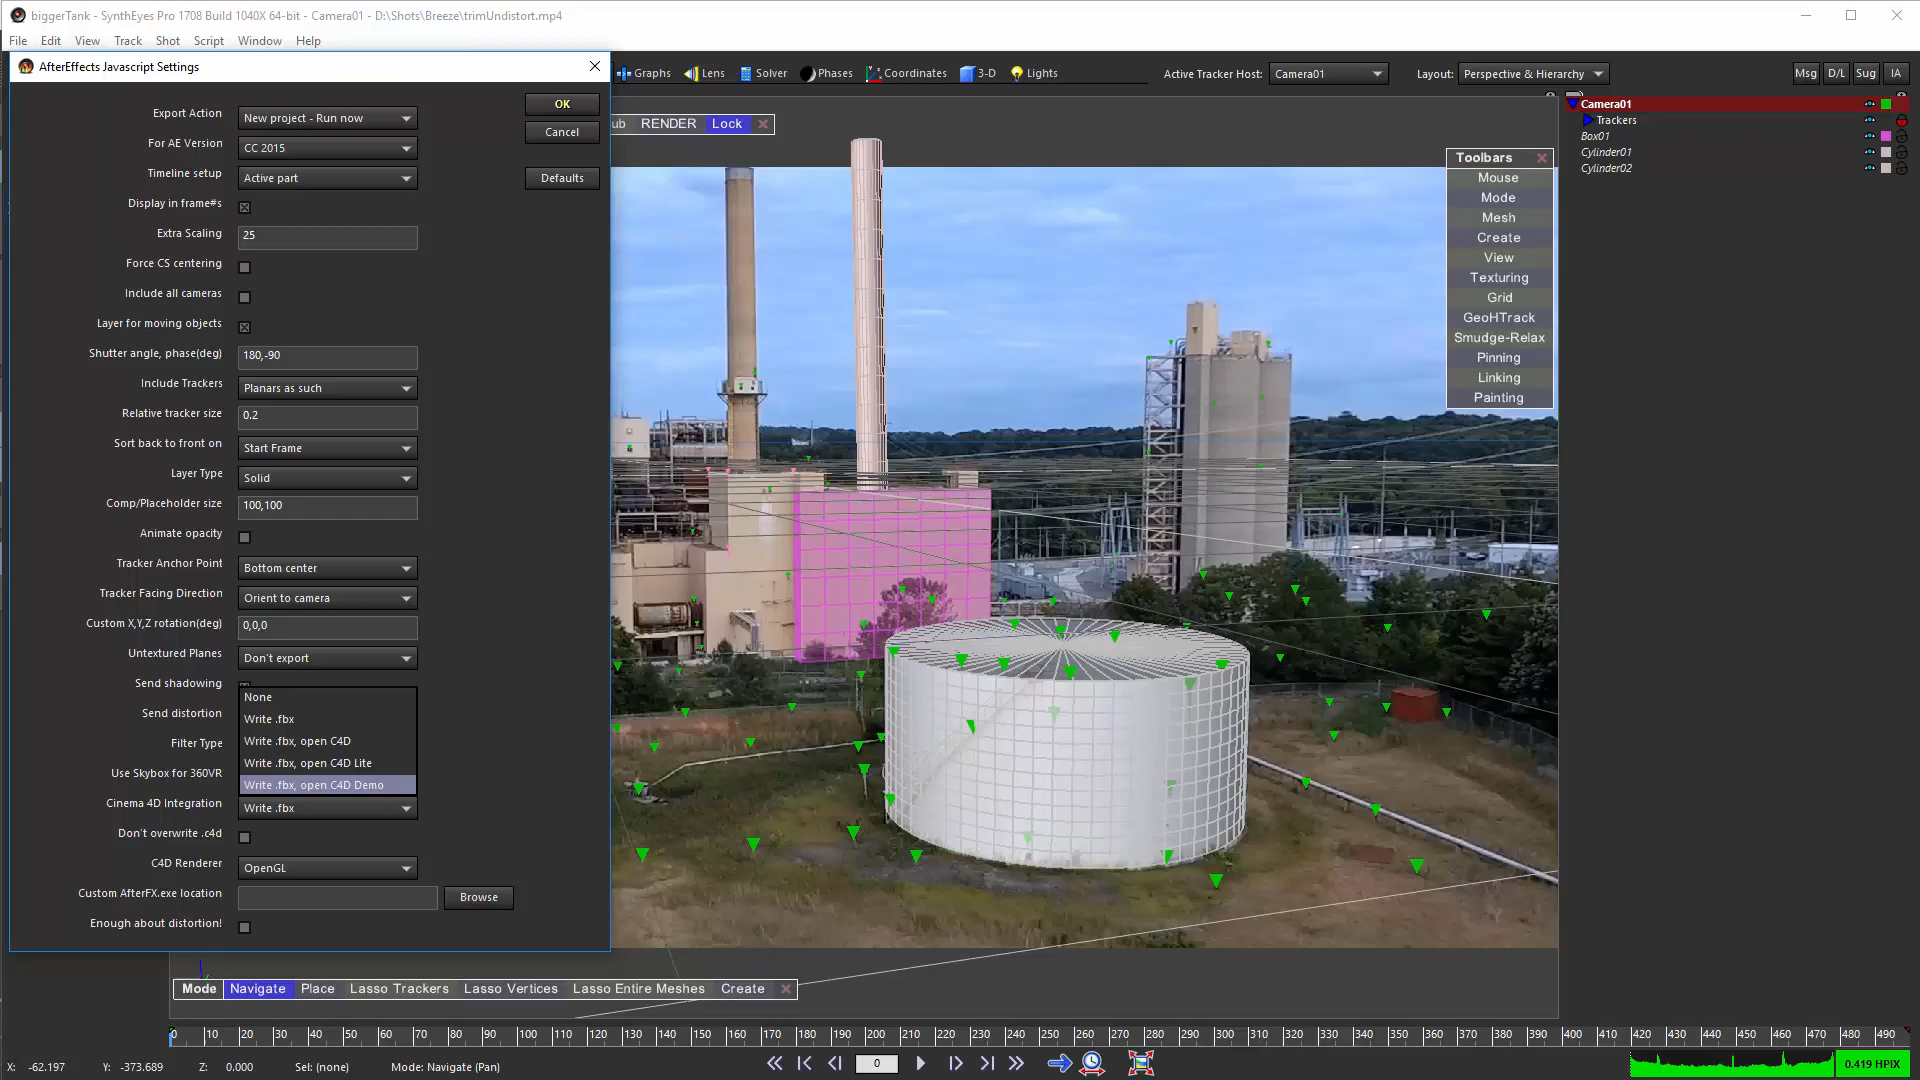 biggerTank - SynthEyes Pro 1708 Build 1040X 64-bit - Camera01 - D:\Shots\Breeze\trimUndistort.mp4
File Edit View Track Shot Script Window Help
AfterEffects Javascript Settings
Graphs Lens Solver Phases Coordinates 3-D Lights
Active Tracker Host: Camera01
Layout: Perspective & Hierarchy
Msg D/L Sug IA
Export Action New project - Run now
OK
For AE Version CC 2015
Cancel
Timeline setup Active part
Defaults
Display in frame#s
Extra Scaling 25
Force CS centering
Include all cameras
Layer for moving objects
Shutter angle, phase(deg) 180,-90
Include Trackers Planars as such
Relative tracker size 0.2
Sort back to front on Start Frame
Layer Type Solid
Comp/Placeholder size 100,100
Animate opacity
Tracker Anchor Point Bottom center
Tracker Facing Direction Orient to camera
Custom X,Y,Z rotation(deg) 0,0,0
Untextured Planes Don't export
Send shadowing
Send distortion
Filter Type
Use Skybox for 360VR
None
Write .fbx
Write .fbx, open C4D
Write .fbx, open C4D Lite
Write .fbx, open C4D Demo
Cinema 4D Integration Write .fbx
Don't overwrite .c4d
C4D Renderer OpenGL
Custom AfterFX.exe location
Browse
Enough about distortion!
ub RENDER Lock
Toolbars
Mouse
Mode
Mesh
Create
View
Texturing
Grid
GeoHTrack
Smudge-Relax
Pinning
Linking
Painting
Camera01
Trackers
Box01
Cylinder01
Cylinder02
Mode Navigate Place Lasso Trackers Lasso Vertices Lasso Entire Meshes Create
0 10 20 30 40 50 60 70 80 90 100 110 120 130 140 150 160 170 180 190 200 210 220 230 240 250 260 270 280 290 300 310 320 330 340 350 360 370 380 390 400 410 420 430 440 450 460 470 480 490
X: -62.197 Y: -373.689 Z: 0.000 Sel: (none) Mode: Navigate (Pan)
0
0.419 HPIX